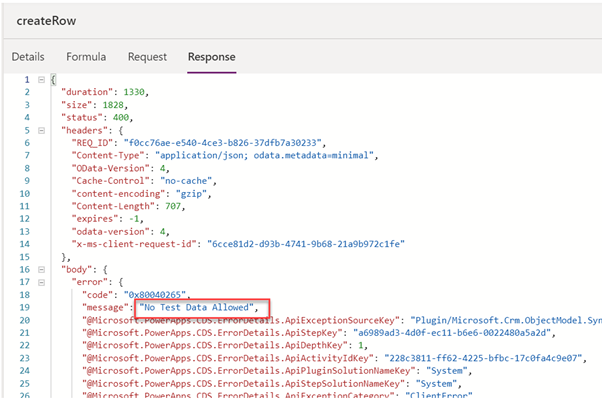 createRow
Details Formula Request Response
1 {
2 "duration": 1330,
3 "size": 1828,
4 "status": 400,
5 "headers": {
6 "REQ_ID": "f0cc76ae-e540-4ce3-b826-37dfb7a30233",
7 "Content-Type": "application/json; odata.metadata=minimal",
8 "OData-Version": 4,
9 "Cache-Control": "no-cache",
10 "content-encoding": "gzip",
11 "Content-Length": 707,
12 "expires": -1,
13 "odata-version": 4,
14 "x-ms-client-request-id": "6cce81d2-d93b-4741-9b68-21a9b972c1fe"
15 },
16 "body": {
17 "error": {
18 "code": "0x80040265",
19 "message": "No Test Data Allowed",
20 "@Microsoft.PowerApps.CDS.ErrorDetails.ApiExceptionSourceKey": "Plugin/Microsoft.Crm.ObjectModel.Syn
21 "@Microsoft.PowerApps.CDS.ErrorDetails.ApiStepKey": "a6989ad3-4d0f-ec11-b6e6-0022480a5a2d",
22 "@Microsoft.PowerApps.CDS.ErrorDetails.ApiDepthKey": 1,
23 "@Microsoft.PowerApps.CDS.ErrorDetails.ApiActivityIdKey": "228c3811-ff62-4225-bfbc-17c0fa4c9e07",
24 "@Microsoft.PowerApps.CDS.ErrorDetails.ApiPluginSolutionNameKey": "System",
25 "@Microsoft.PowerApps.CDS.ErrorDetails.ApiStepSolutionNameKey": "System",
26 "@Microsoft.PowerApps.CDS.ErrorDetails.ApiExceptionCategory": "ClientError"